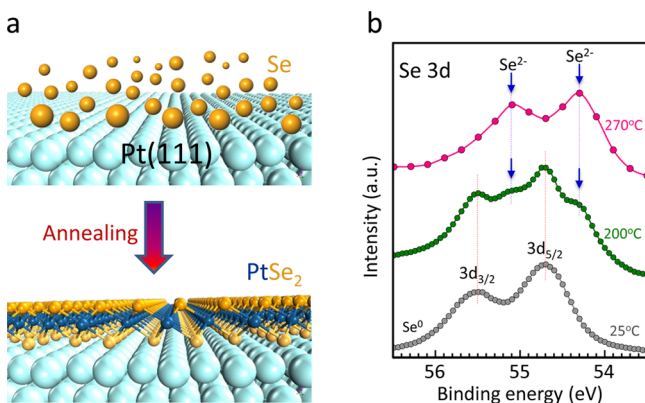 a
Se
Pt(111)
Annealing
PtSe₂
b
Se 3d
Se²⁻
Se²⁻
270°C
200°C
3d₃/₂
3d₅/₂
Se⁰
25°C
Intensity (a.u.)
56
55
54
Binding energy (eV)